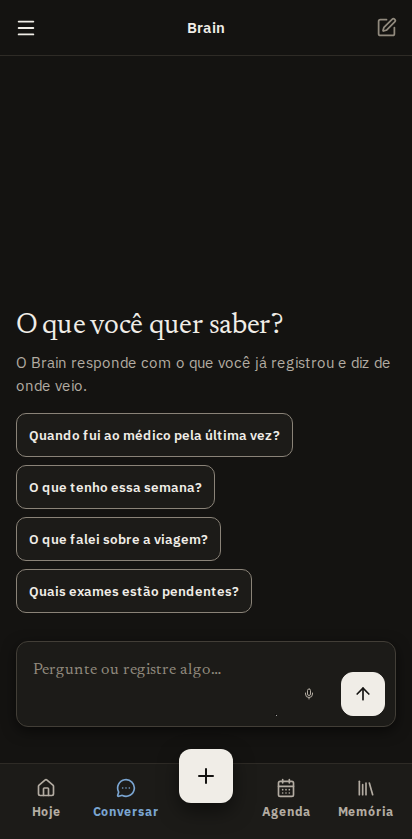 Brain
O que você quer saber?
O Brain responde com o que você já registrou e diz de
onde veio.
Quando fui ao médico pela última vez?
O que tenho essa semana?
O que falei sobre a viagem?
Quais exames estão pendentes?
Pergunte ou registre algo…
Hoje
Conversar
Agenda
Memória